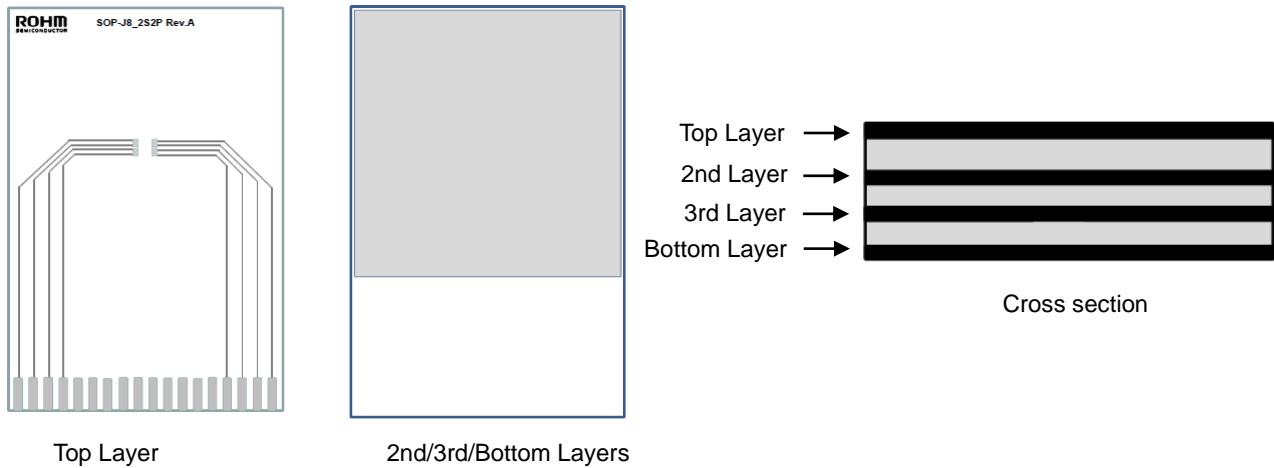 ROHM
SEMICONDUCTOR
SOP-J8_2S2P Rev.A
Top Layer
2nd Layer
3rd Layer
Bottom Layer
Cross section
Top Layer
2nd/3rd/Bottom Layers